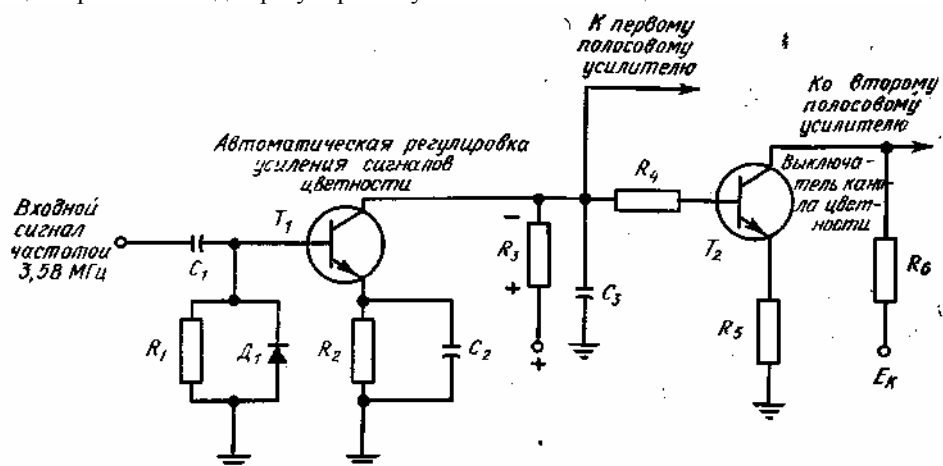 К первому
полосовому
усилителю
Ко второму
полосовому
усилителю
Автоматическая регулировка
усиления сигналов
цветности
Выключа-
тель кана-
ла цвет-
ности
Входной
сигнал
частотой
3,58 МГц
C1
T1
R1
Д1
R2
C2
−
R3
+
+
C3
R4
T2
R5
R6
EК